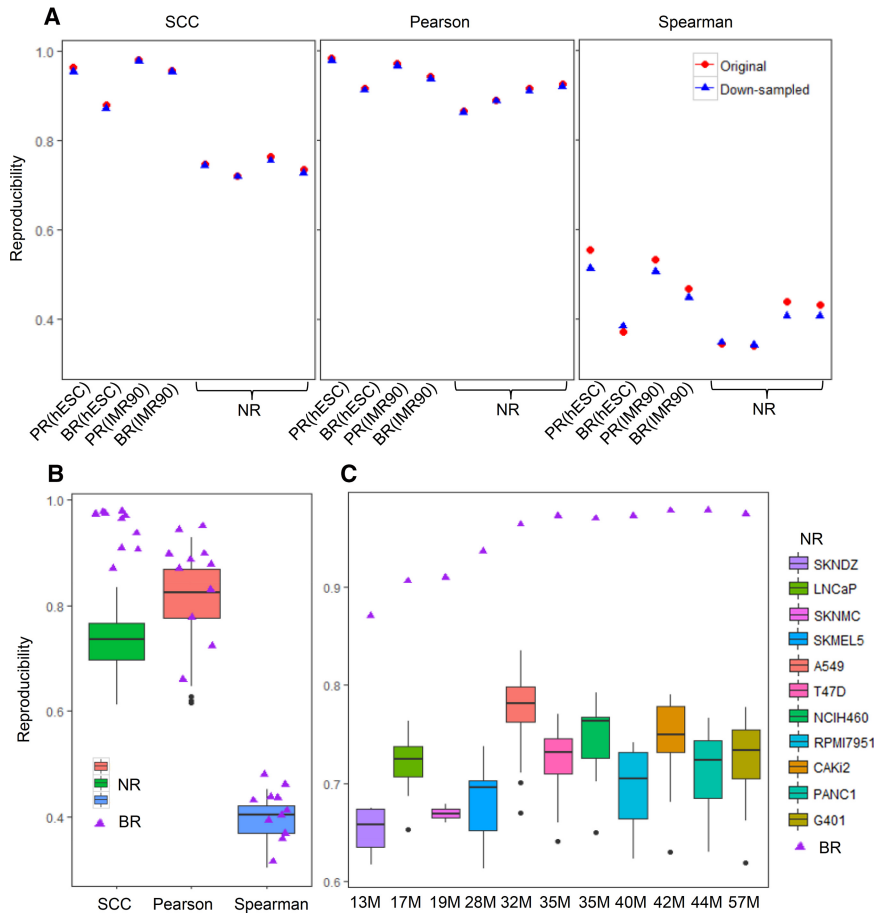 A
SCC
Pearson
Spearman
Reproducibility
1.0
0.8
0.6
0.4
Original
Down-sampled
PR(hESC)
BR(hESC)
PR(IMR90)
BR(IMR90)
NR
PR(hESC)
BR(hESC)
PR(IMR90)
BR(IMR90)
NR
PR(hESC)
BR(hESC)
PR(IMR90)
BR(IMR90)
NR
B
Reproducibility
1.0
0.8
0.6
0.4
NR
BR
SCC Pearson Spearman
C
0.9
0.8
0.7
0.6
13M 17M 19M 28M 32M 35M 35M 40M 42M 44M 57M
NR
SKNDZ
LNCaP
SKNMC
SKMEL5
A549
T47D
NCIH460
RPMI7951
CAKi2
PANC1
G401
BR